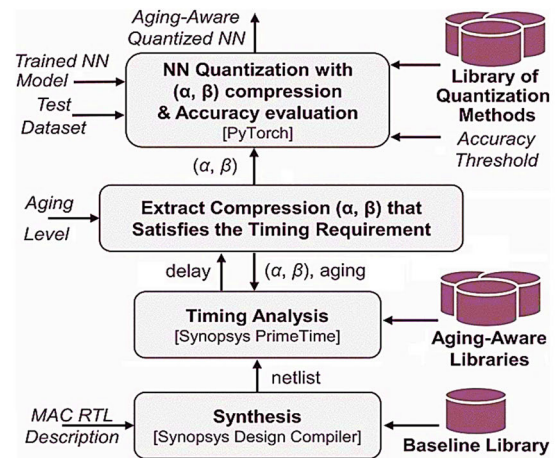 Aging-Aware
Quantized NN
Trained NN
Model
Test
Dataset
NN Quantization with
(α, β) compression
& Accuracy evaluation
[PyTorch]
Library of
Quantization
Methods
Accuracy
Threshold
(α, β)
Aging
Level
Extract Compression (α, β) that
Satisfies the Timing Requirement
delay
(α, β), aging
Timing Analysis
[Synopsys PrimeTime]
Aging-Aware
Libraries
netlist
MAC RTL
Description
Synthesis
[Synopsys Design Compiler]
Baseline Library